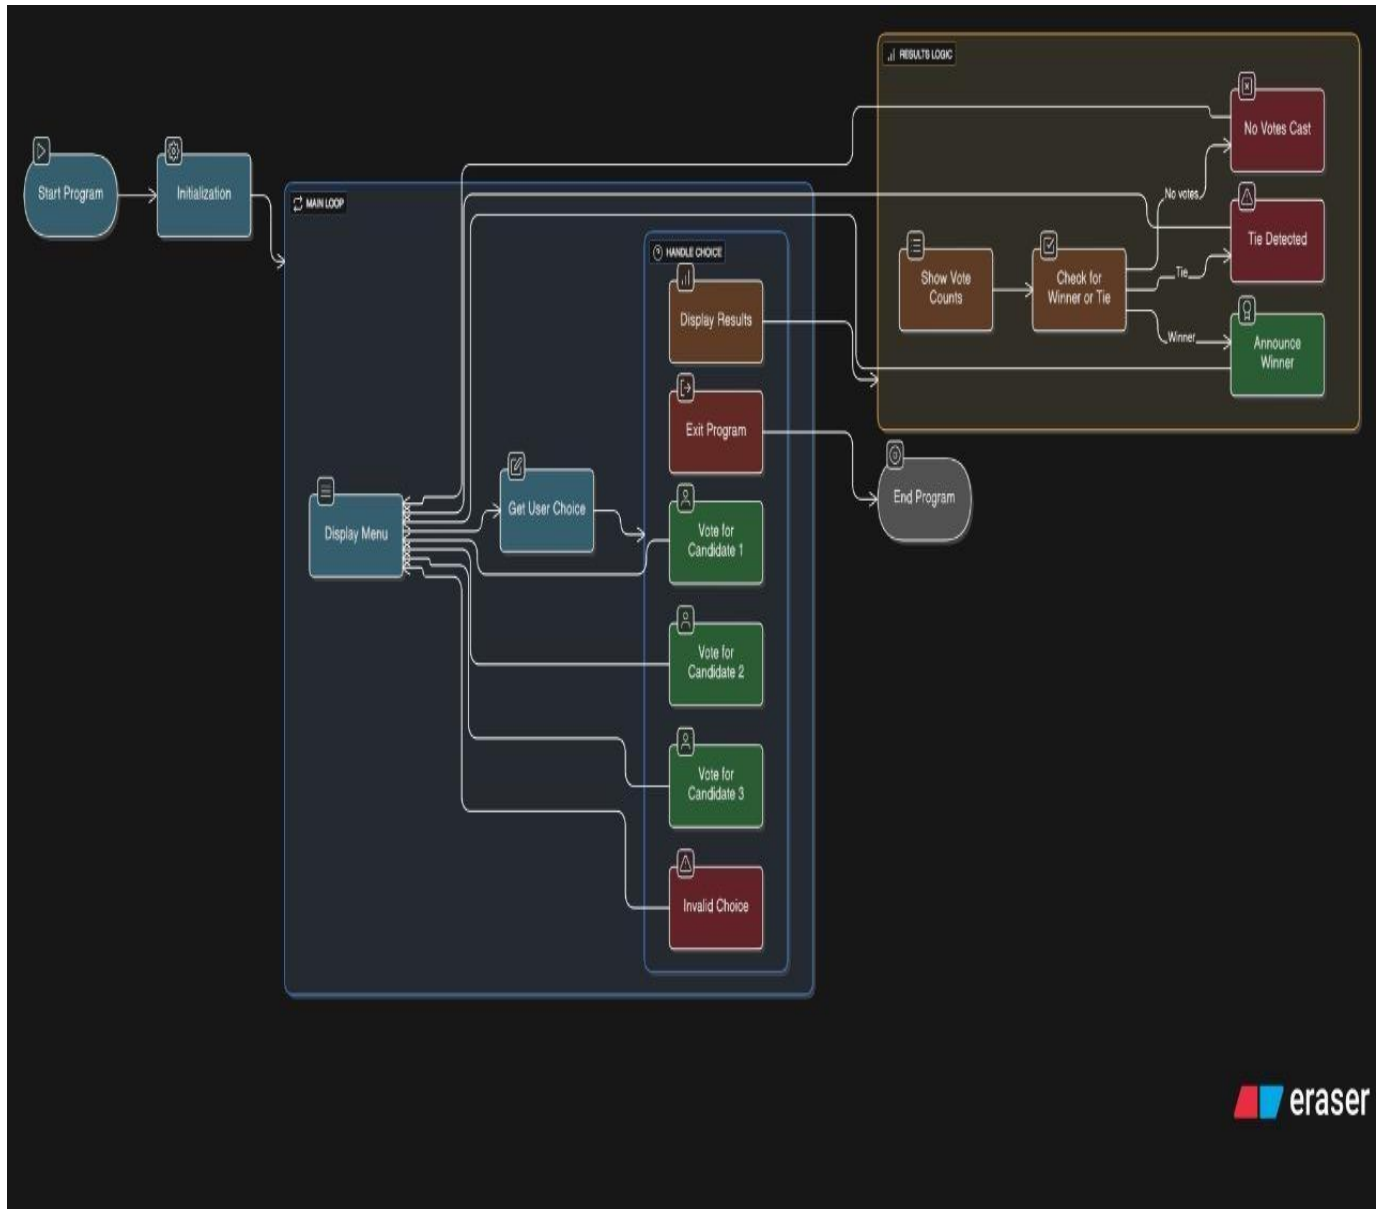 RESULTS LOGIC
No Votes Cast
No votes
Start Program
Initialization
MAIN LOOP
Tie Detected
HANDLE CHOICE
Show Vote
Counts
Check for
Winner or Tie
Tie
Display Results
Winner
Announce
Winner
Exit Program
End Program
Get User Choice
Display Menu
Vote for
Candidate 1
Vote for
Candidate 2
Vote for
Candidate 3
Invalid Choice
eraser